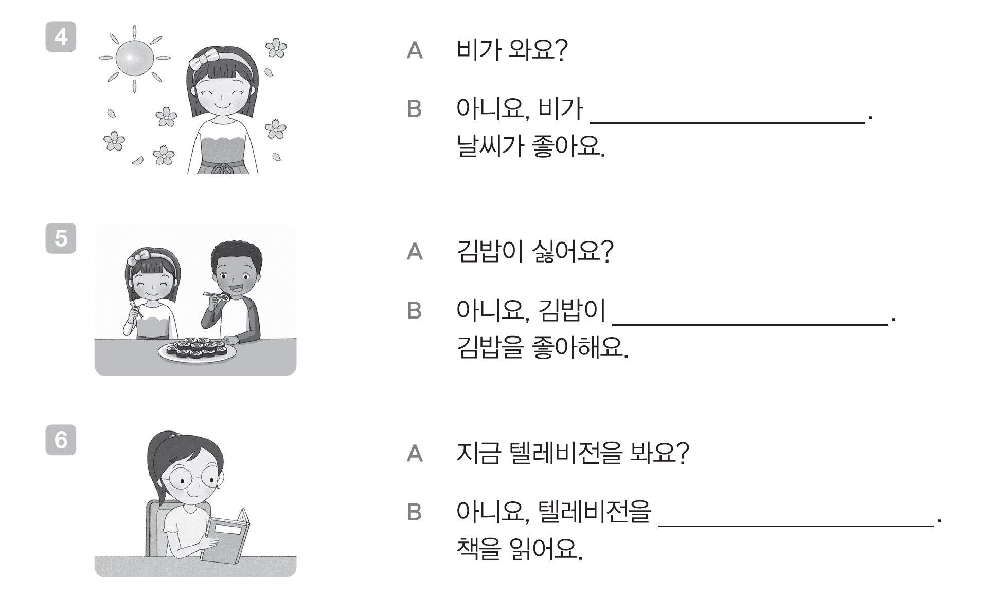 4
A 비가 와요?
B 아니요, 비가 ____________.
날씨가 좋아요.
5
A 김밥이 싫어요?
B 아니요, 김밥이 ____________.
김밥을 좋아해요.
6
A 지금 텔레비전을 봐요?
B 아니요, 텔레비전을 ____________.
책을 읽어요.